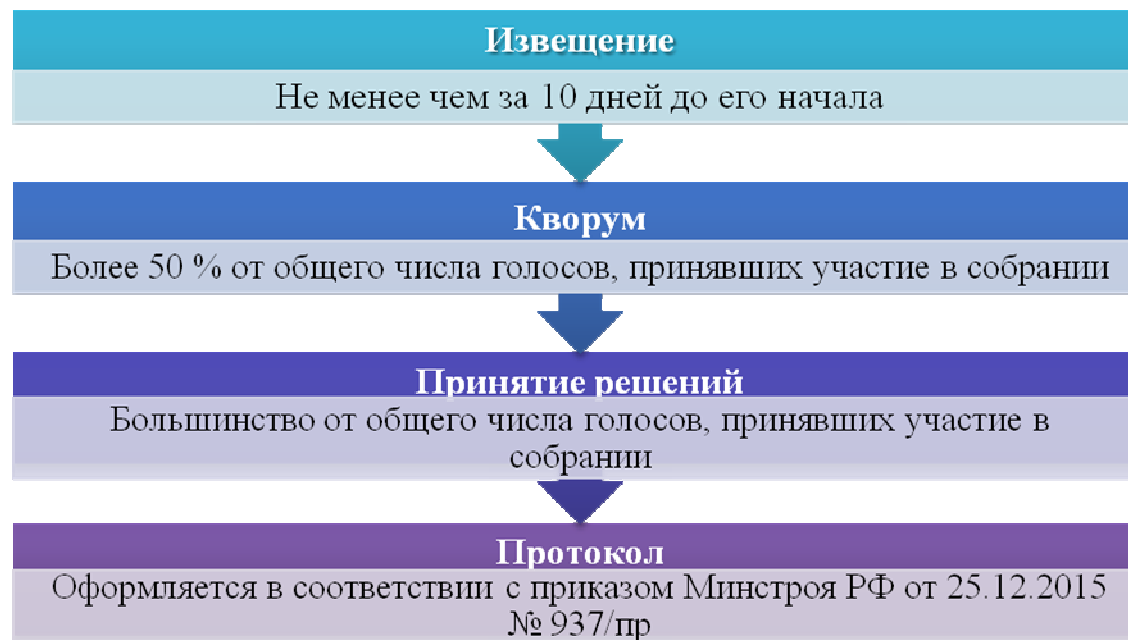 Извещение
Не менее чем за 10 дней до его начала
Кворум
Более 50 % от общего числа голосов, принявших участие в собрании
Принятие решений
Большинство от общего числа голосов, принявших участие в
собрании
Протокол
Оформляется в соответствии с приказом Минстроя РФ от 25.12.2015
№ 937/пр